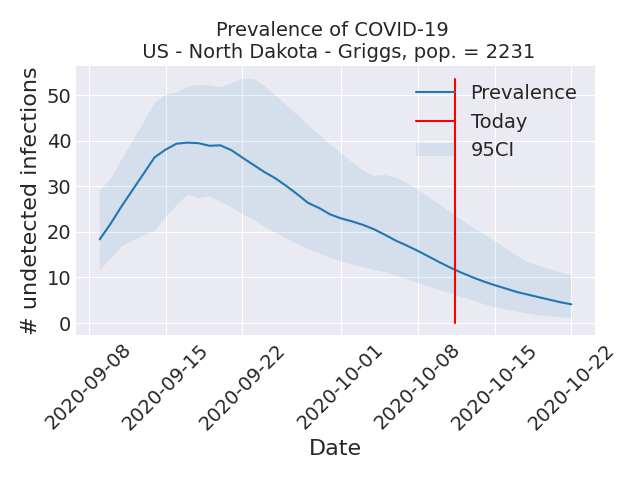 Prevalence of COVID-19
US - North Dakota - Griggs, pop. = 2231
# undetected infections
50
40
30
20
10
0
Prevalence
Today
95CI
2020-09-08
2020-09-15
2020-09-22
2020-10-01
2020-10-08
2020-10-15
2020-10-22
Date